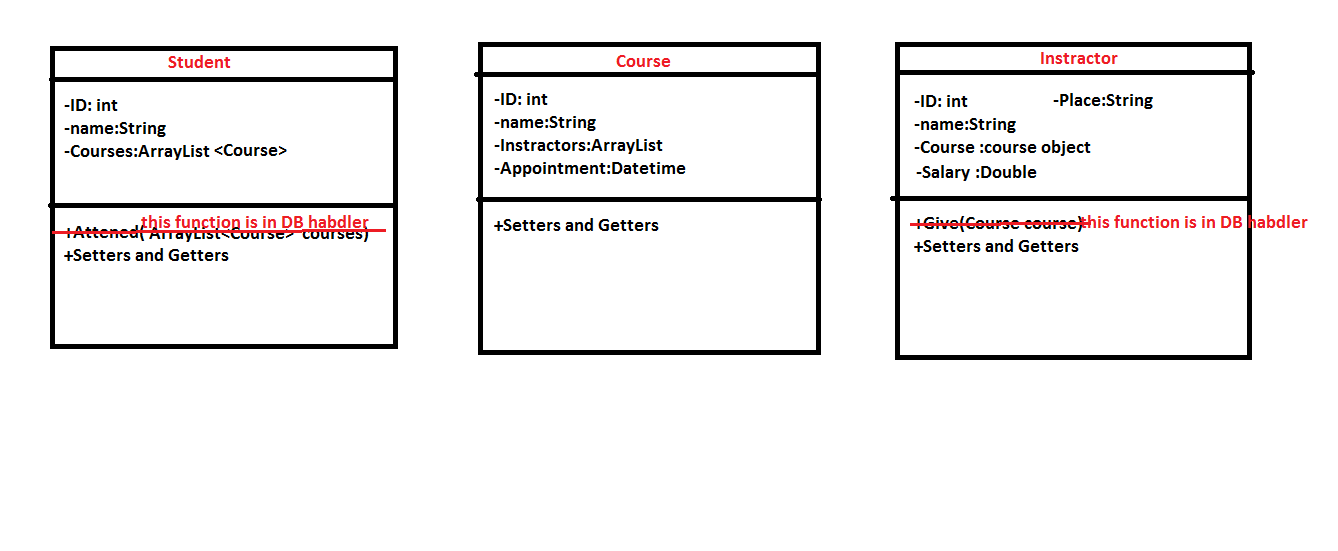 Student
-ID: int
-name:String
-Courses:ArrayList <Course>
this function is in DB habdler
+Attened( ArrayList<Course> courses)
+Setters and Getters
Course
-ID: int
-name:String
-Instractors:ArrayList
-Appointment:Datetime
+Setters and Getters
Instractor
-ID: int -Place:String
-name:String
-Course :course object
-Salary :Double
+Give(Course course) this function is in DB habdler
+Setters and Getters